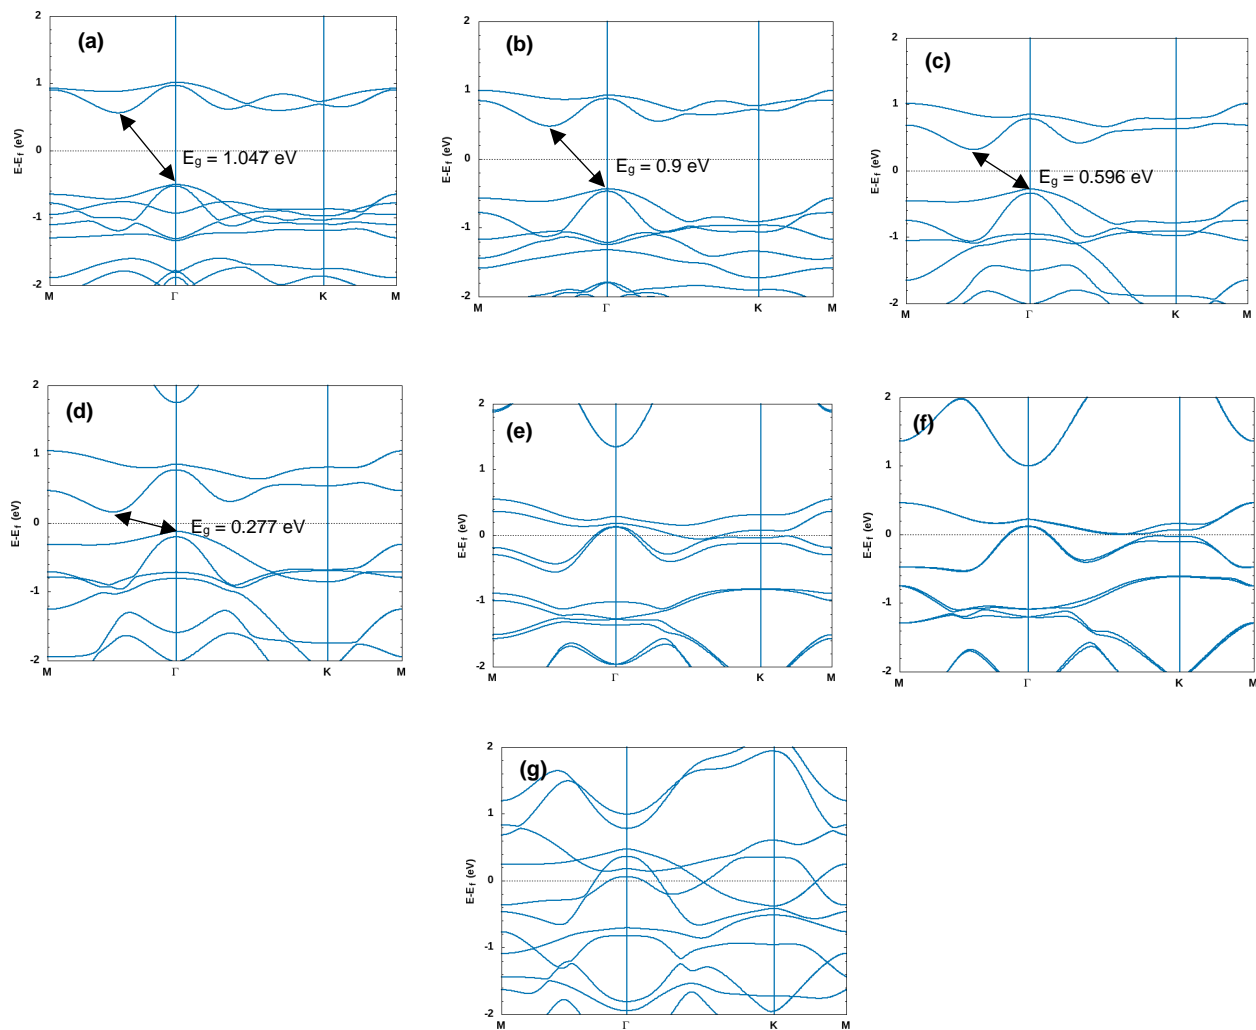 (a)
2
1
0
-1
-2
E-E_f (eV)
E_g = 1.047 eV
M Γ K M
(b)
2
1
0
-1
-2
E-E_f (eV)
E_g = 0.9 eV
M Γ K M
(c)
2
1
0
-1
-2
E-E_f (eV)
E_g = 0.596 eV
M Γ K M
(d)
2
1
0
-1
-2
E-E_f (eV)
E_g = 0.277 eV
M Γ K M
(e)
2
1
0
-1
-2
E-E_f (eV)
M Γ K M
(f)
2
1
0
-1
-2
E-E_f (eV)
M Γ K M
(g)
2
1
0
-1
-2
E-E_f (eV)
M Γ K M